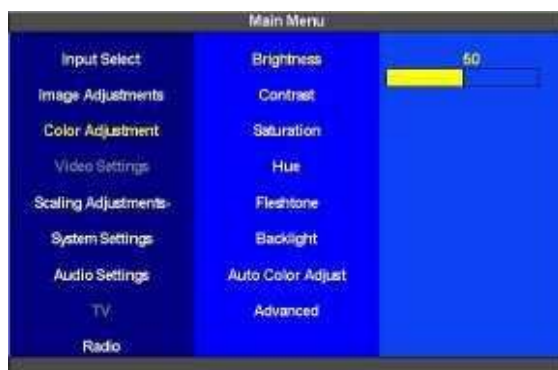 Main Menu
Input Select
Image Adjustments
Color Adjustment
Video Settings
Scaling Adjustments
System Settings
Audio Settings
TV
Radio
Brightness
Contrast
Saturation
Hue
Fleshtone
Backlight
Auto Color Adjust
Advanced
50